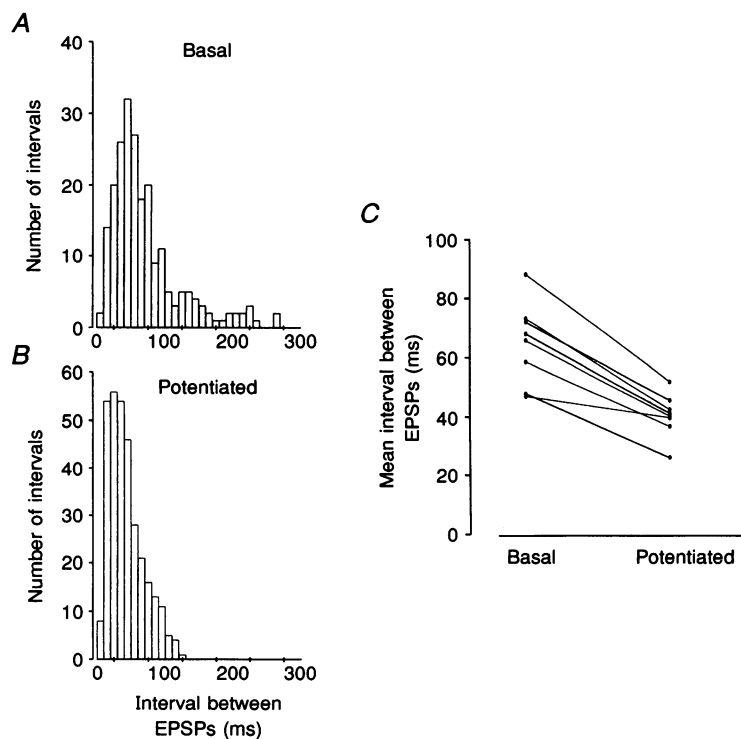 A
Basal
Number of intervals
40
30
20
10
0
0 100 200 300
B
Potentiated
Number of intervals
60
50
40
30
20
10
0
0 100 200 300
Interval between
EPSPs (ms)
C
Mean interval between
EPSPs (ms)
100
80
60
40
20
0
Basal Potentiated